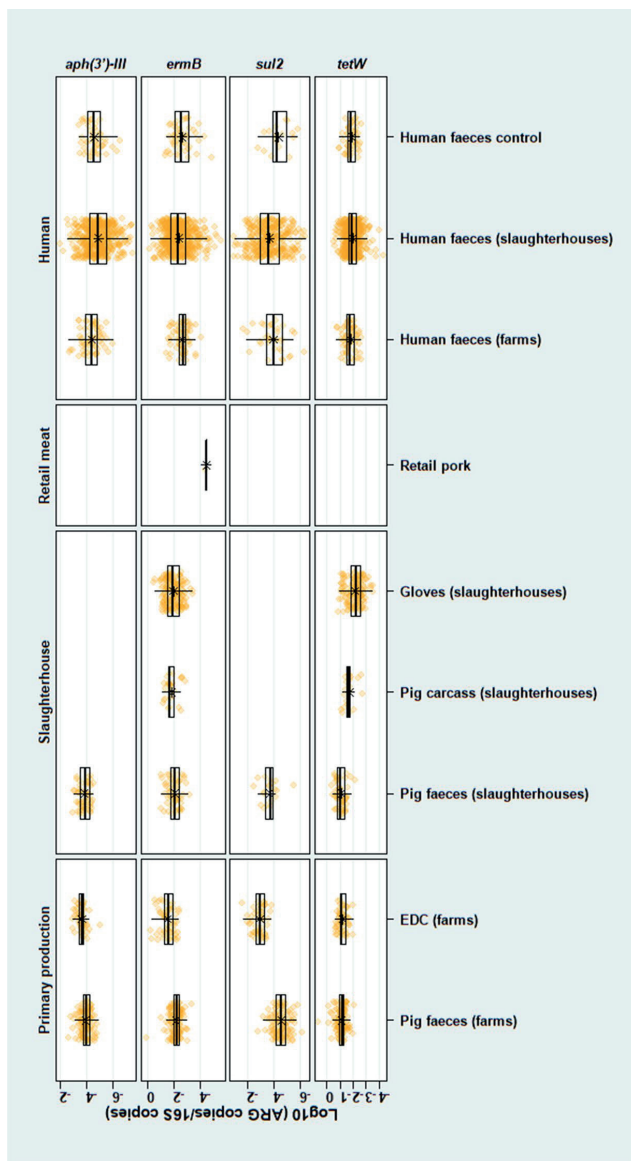 aph(3')-III
ermB
sul2
tetW
Human
Human faeces control
Human faeces (slaughterhouses)
Human faeces (farms)
Retail meat
Retail pork
Slaughterhouse
Gloves (slaughterhouses)
Pig carcass (slaughterhouses)
Pig faeces (slaughterhouses)
Primary production
EDC (farms)
Pig faeces (farms)
-2 -4 -6 0 -2 -4 -2 -4 -6 0 -1 -2 -3 -4
Log10 (ARG copies/16S copies)